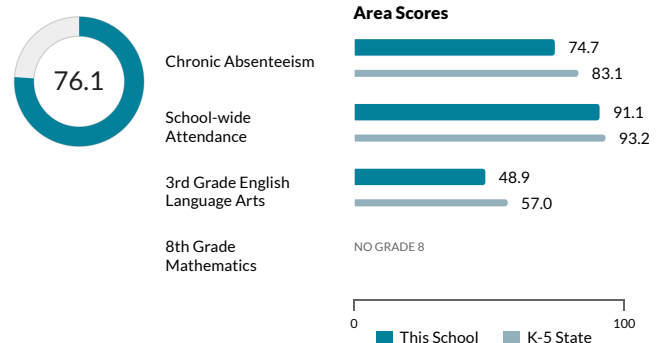 Area Scores
76.1
Chronic Absenteeism
74.7
83.1
School-wide
Attendance
91.1
93.2
3rd Grade English
Language Arts
48.9
57.0
8th Grade
Mathematics
NO GRADE 8
0
100
This School
K-5 State